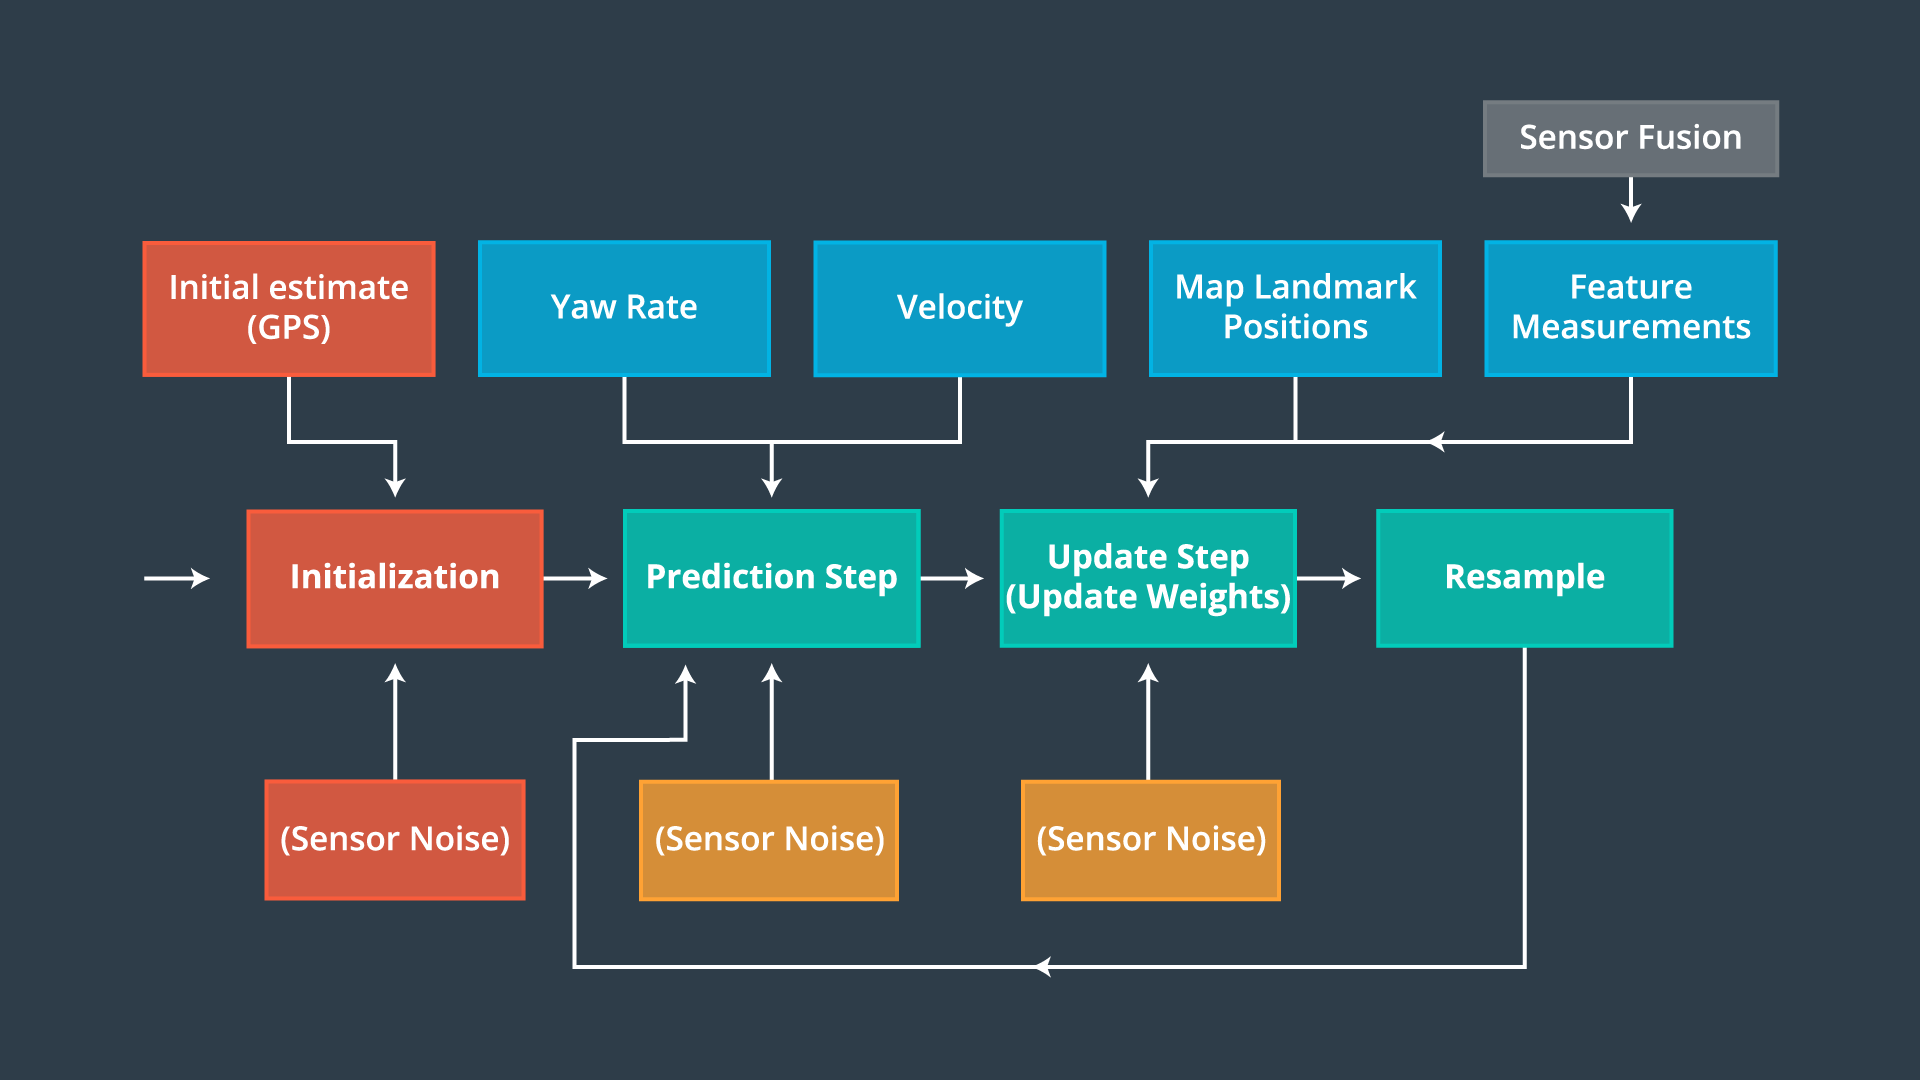 Sensor Fusion
Initial estimate
(GPS)
Yaw Rate
Velocity
Map Landmark
Positions
Feature
Measurements
Initialization
Prediction Step
Update Step
(Update Weights)
Resample
(Sensor Noise)
(Sensor Noise)
(Sensor Noise)